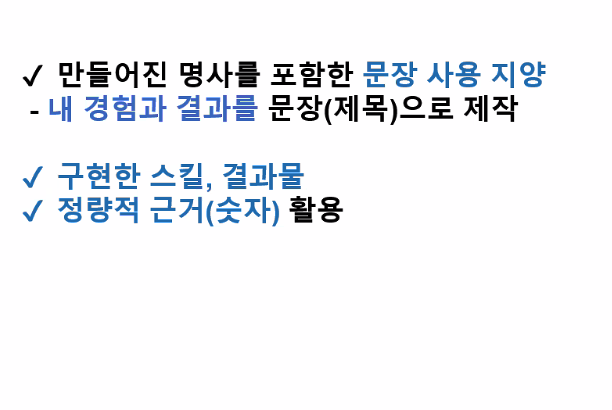 ✓ 만들어진 명사를 포함한 문장 사용 지양
- 내 경험과 결과를 문장(제목)으로 제작
✓ 구현한 스킬, 결과물
✓ 정량적 근거(숫자) 활용